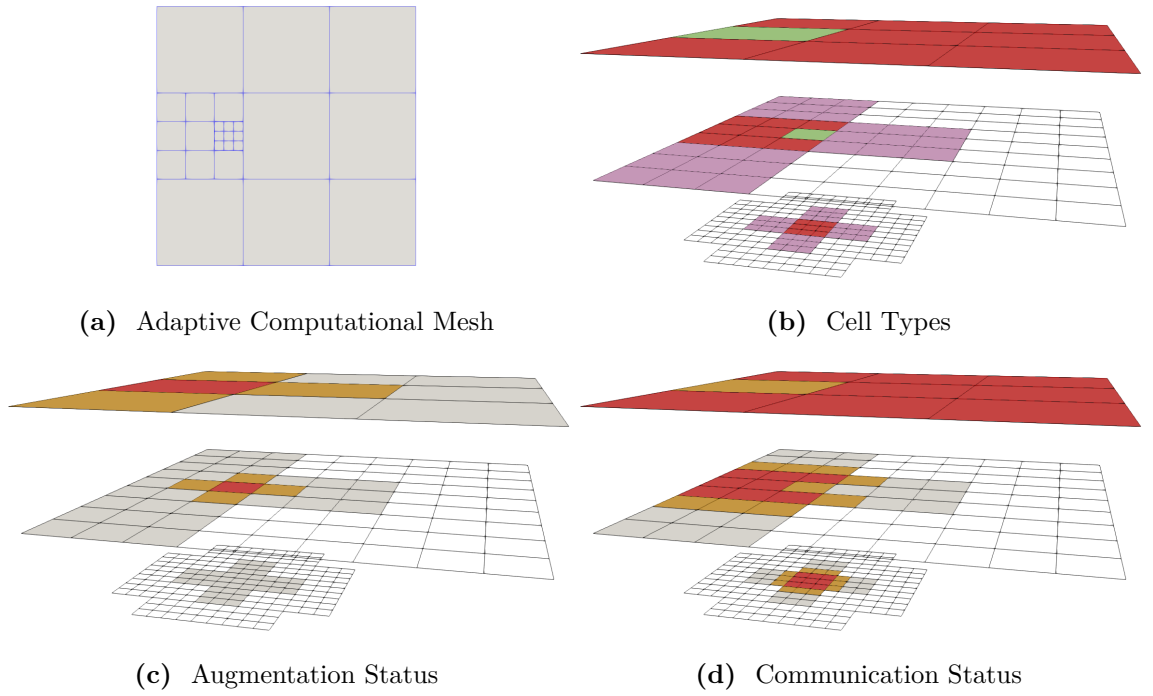 (a) Adaptive Computational Mesh
(b) Cell Types
(c) Augmentation Status
(d) Communication Status